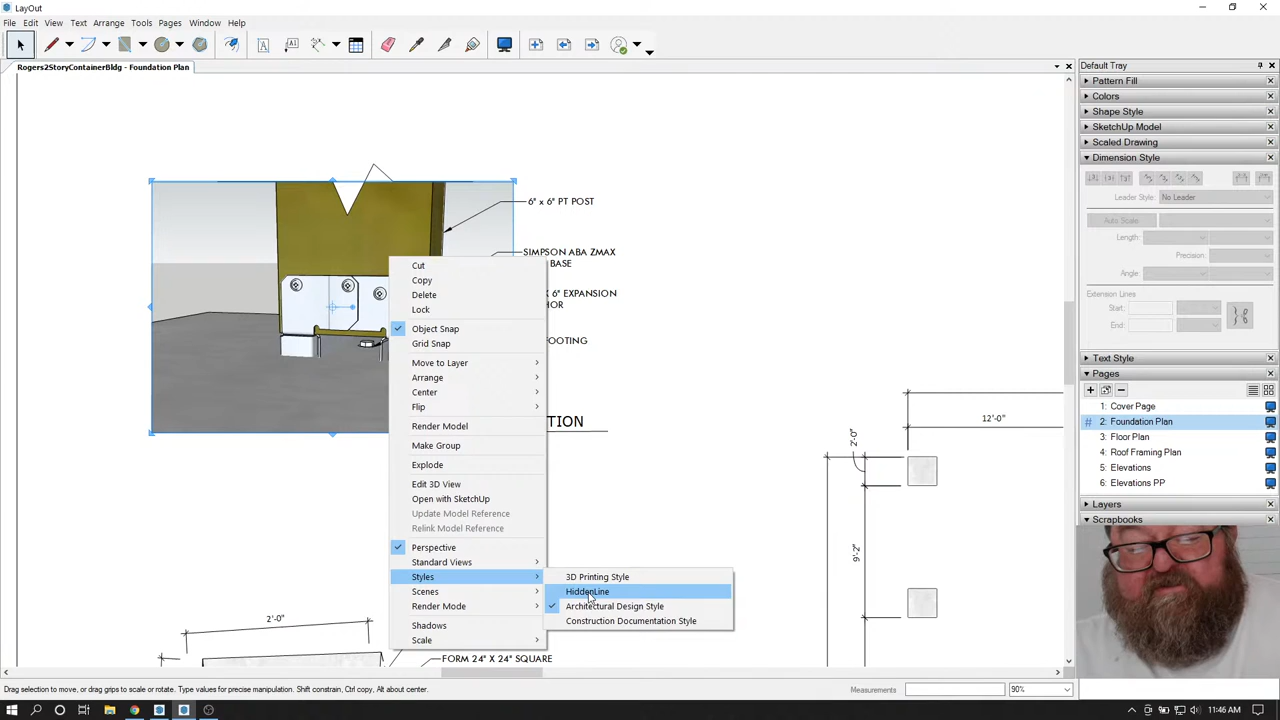 LayOut
File Edit View Text Arrange Tools Pages Window Help
Rogers2StoryContainerBldg - Foundation Plan
Default Tray
Pattern Fill
Colors
Shape Style
SketchUp Model
Scaled Drawing
Dimension Style
Leader Style: No Leader
Auto Scale
Length:
Precision:
Angle:
Extension Lines
Start:
End:
Text Style
Pages
1: Cover Page
# 2: Foundation Plan
3: Floor Plan
4: Roof Framing Plan
5: Elevations
6: Elevations PP
Layers
Scrapbooks
6" x 6" PT POST
SIMPSON ABA ZMAX
BASE
X 6" EXPANSION
HOR
FOOTING
TION
Cut
Copy
Delete
Lock
Object Snap
Grid Snap
Move to Layer
Arrange
Center
Flip
Render Model
Make Group
Explode
Edit 3D View
Open with SketchUp
Update Model Reference
Relink Model Reference
Perspective
Standard Views
Styles
Scenes
Render Mode
Shadows
Scale
3D Printing Style
HiddenLine
Architectural Design Style
Construction Documentation Style
12'-0"
2'-0"
9'-2"
2'-0"
FORM 24" X 24" SQUARE
Drag selection to move, or drag grips to scale or rotate. Type values for precise manipulation. Shift constrain, Ctrl copy, Alt about center.
Measurements
90%
11:46 AM